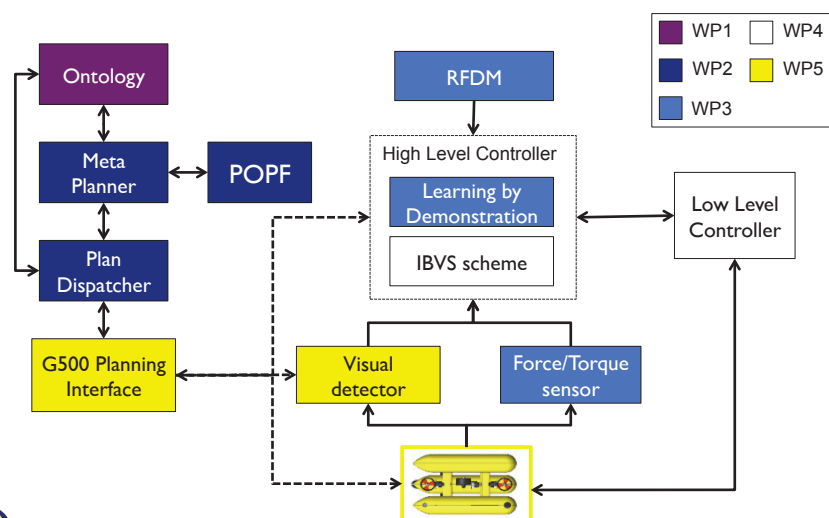 WP1
WP4
WP2
WP5
WP3
Ontology
RFDM
Meta
Planner
POPF
High Level Controller
Learning by
Demonstration
IBVS scheme
Low Level
Controller
Plan
Dispatcher
G500 Planning
Interface
Visual
detector
Force/Torque
sensor